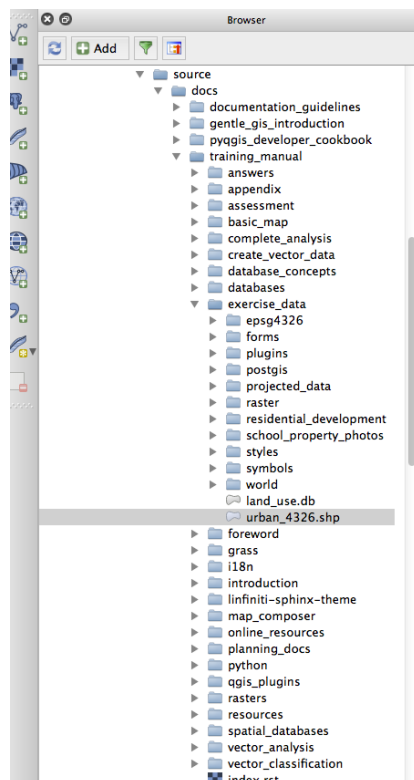 Browser
Add
source
docs
documentation_guidelines
gentle_gis_introduction
pyqgis_developer_cookbook
training_manual
answers
appendix
assessment
basic_map
complete_analysis
create_vector_data
database_concepts
databases
exercise_data
epsg4326
forms
plugins
postgis
projected_data
raster
residential_development
school_property_photos
styles
symbols
world
land_use.db
urban_4326.shp
foreword
grass
i18n
introduction
linfiniti-sphinx-theme
map_composer
online_resources
planning_docs
python
qgis_plugins
rasters
resources
spatial_databases
vector_analysis
vector_classification
index.rst